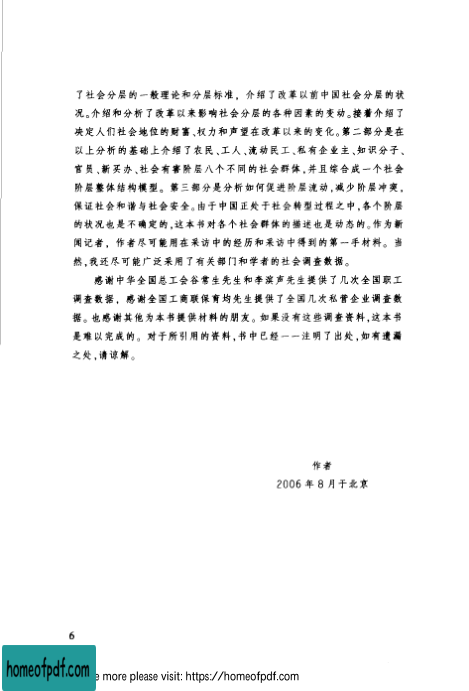 了社会分层的一般理论和分层标准，介绍了改革以前中国社会分层的状
况。介绍和分析了改革以来影响社会分层的各种因素的变动。接着介绍了
决定人们社会地位的财富、权力和声望在改革以来的变化。第二部分是在
以上分析的基础上介绍了农民、工人、流动民工、私有企业主、知识分子、
官员、新买办、社会有害阶层八个不同的社会群体，并且综合成一个社会
阶层整体结构模型。第三部分是分析如何促进阶层流动，减少阶层冲突，
保证社会和谐与社会安全。由于中国正处于社会转型过程之中，各个阶层
的状况也是不确定的，这本书对各个社会群体的描述也是动态的。作为新
闻记者，作者尽可能用在采访中的经历和采访中得到的第一手材料。当
然，我还尽可能广泛采用了有关部门和学者的社会调查数据。
感谢中华全国总工会谷常生先生和李滨声先生提供了几次全国职工
调查数据，感谢全国工商联保育均先生提供了全国几次私营企业调查数
据。也感谢其他为本书提供材料的朋友。如果没有这些调查资料，这本书
是难以完成的。对于所引用的资料，书中已经一一注明了出处，如有遗漏
之处，请谅解。
作者
2006 年 8 月于北京
6
homeofpdf.com
e more please visit: https://homeofpdf.com